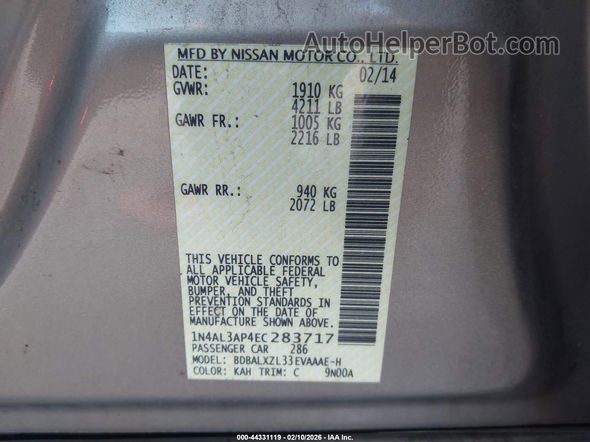 AutoHelperBot.com
MFD BY NISSAN MOTOR CO., LTD.
DATE: 02/14
GVWR: 1910 KG
4211 LB
GAWR FR.: 1005 KG
2216 LB
GAWR RR.: 940 KG
2072 LB
THIS VEHICLE CONFORMS TO
ALL APPLICABLE FEDERAL
MOTOR VEHICLE SAFETY,
BUMPER, AND THEFT
PREVENTION STANDARDS IN
EFFECT ON THE DATE OF
MANUFACTURE SHOWN ABOVE.
1N4AL3AP4EC283717
PASSENGER CAR 286
MODEL: BDBALXZL33EVAAAE-H
COLOR: KAH TRIM: C 9N00A
000-44331119 - 02/10/2026 - IAA Inc.